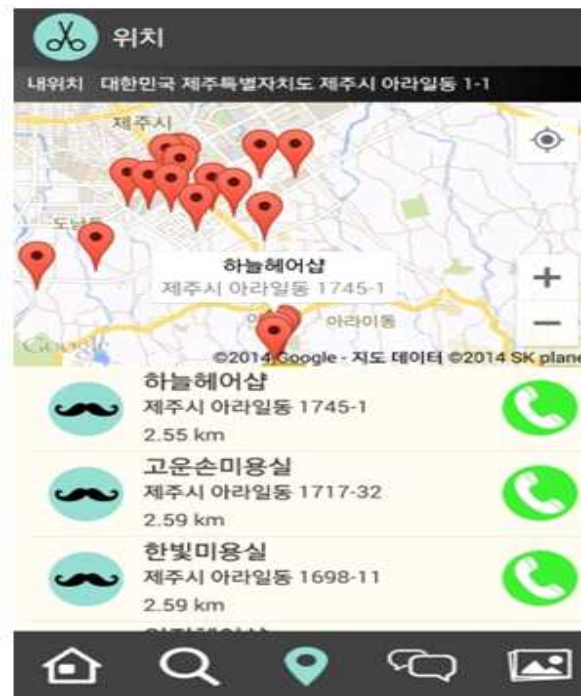 위치
내위치 대한민국 제주특별자치도 제주시 아라일동 1-1
제주시
하늘헤어샵
제주시 아라일동 1745-1
아라이동
Google
©2014 Google - 지도 데이터 ©2014 SK plane
하늘헤어샵
제주시 아라일동 1745-1
2.55 km
고운손미용실
제주시 아라일동 1717-32
2.59 km
한빛미용실
제주시 아라일동 1698-11
2.59 km